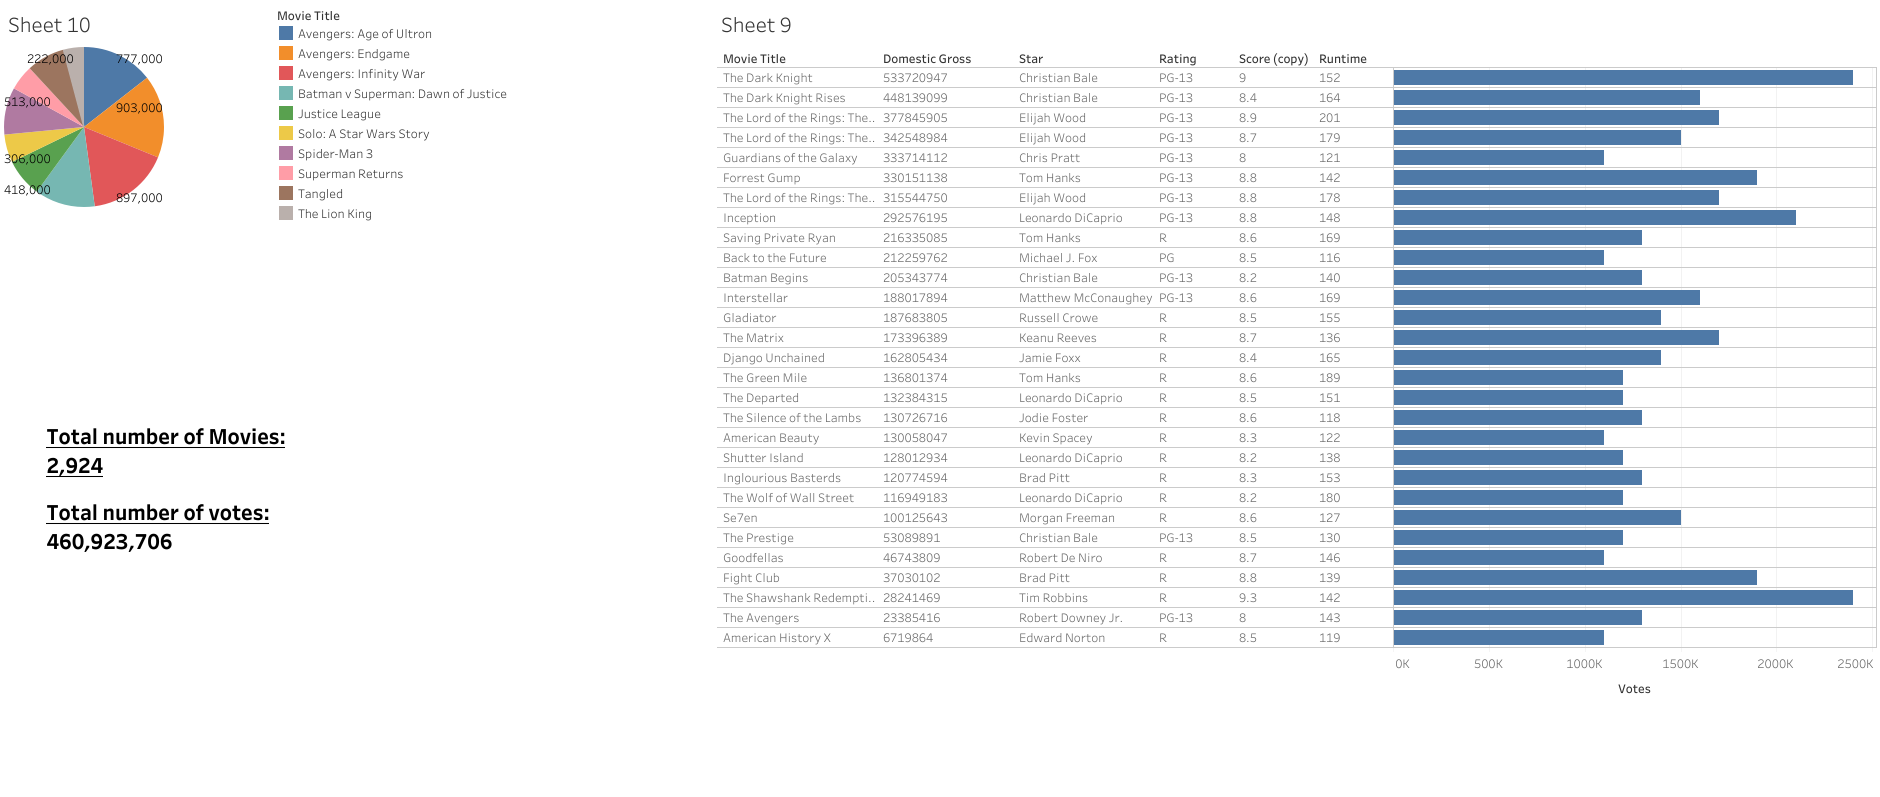 Sheet 10
777,000
903,000
897,000
418,000
306,000
513,000
222,000
Movie Title
Avengers: Age of Ultron
Avengers: Endgame
Avengers: Infinity War
Batman v Superman: Dawn of Justice
Justice League
Solo: A Star Wars Story
Spider-Man 3
Superman Returns
Tangled
The Lion King
Total number of Movies:
2,924
Total number of votes:
460,923,706
Sheet 9
Movie Title Domestic Gross Star Rating Score (copy) Runtime
The Dark Knight 533720947 Christian Bale PG-13 9 152
The Dark Knight Rises 448139099 Christian Bale PG-13 8.4 164
The Lord of the Rings: The.. 377845905 Elijah Wood PG-13 8.9 201
The Lord of the Rings: The.. 342548984 Elijah Wood PG-13 8.7 179
Guardians of the Galaxy 333714112 Chris Pratt PG-13 8 121
Forrest Gump 330151138 Tom Hanks PG-13 8.8 142
The Lord of the Rings: The.. 315544750 Elijah Wood PG-13 8.8 178
Inception 292576195 Leonardo DiCaprio PG-13 8.8 148
Saving Private Ryan 216335085 Tom Hanks R 8.6 169
Back to the Future 212259762 Michael J. Fox PG 8.5 116
Batman Begins 205343774 Christian Bale PG-13 8.2 140
Interstellar 188017894 Matthew McConaughey PG-13 8.6 169
Gladiator 187683805 Russell Crowe R 8.5 155
The Matrix 173396389 Keanu Reeves R 8.7 136
Django Unchained 162805434 Jamie Foxx R 8.4 165
The Green Mile 136801374 Tom Hanks R 8.6 189
The Departed 132384315 Leonardo DiCaprio R 8.5 151
The Silence of the Lambs 130726716 Jodie Foster R 8.6 118
American Beauty 130058047 Kevin Spacey R 8.3 122
Shutter Island 128012934 Leonardo DiCaprio R 8.2 138
Inglourious Basterds 120774594 Brad Pitt R 8.3 153
The Wolf of Wall Street 116949183 Leonardo DiCaprio R 8.2 180
Se7en 100125643 Morgan Freeman R 8.6 127
The Prestige 53089891 Christian Bale PG-13 8.5 130
Goodfellas 46743809 Robert De Niro R 8.7 146
Fight Club 37030102 Brad Pitt R 8.8 139
The Shawshank Redempti.. 28241469 Tim Robbins R 9.3 142
The Avengers 23385416 Robert Downey Jr. PG-13 8 143
American History X 6719864 Edward Norton R 8.5 119
0K 500K 1000K 1500K 2000K 2500K
Votes